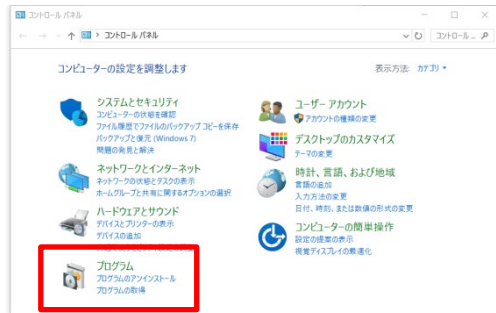 コントロール パネル
コントロール パネル
コントロール ...
コンピューターの設定を調整します
表示方法: カテゴリ
システムとセキュリティ
コンピューターの状態を確認
ファイル履歴でファイルのバックアップ コピーを保存
バックアップと復元 (Windows 7)
問題の発見と解決
ネットワークとインターネット
ネットワークの状態とタスクの表示
ホームグループと共有に関するオプションの選択
ハードウェアとサウンド
デバイスとプリンターの表示
デバイスの追加
プログラム
プログラムのアンインストール
プログラムの取得
ユーザー アカウント
アカウントの種類の変更
デスクトップのカスタマイズ
テーマの変更
時計、言語、および地域
言語の追加
入力方法の変更
日付、時刻、または数値の形式の変更
コンピューターの簡単操作
設定の提案の表示
視覚ディスプレイの最適化